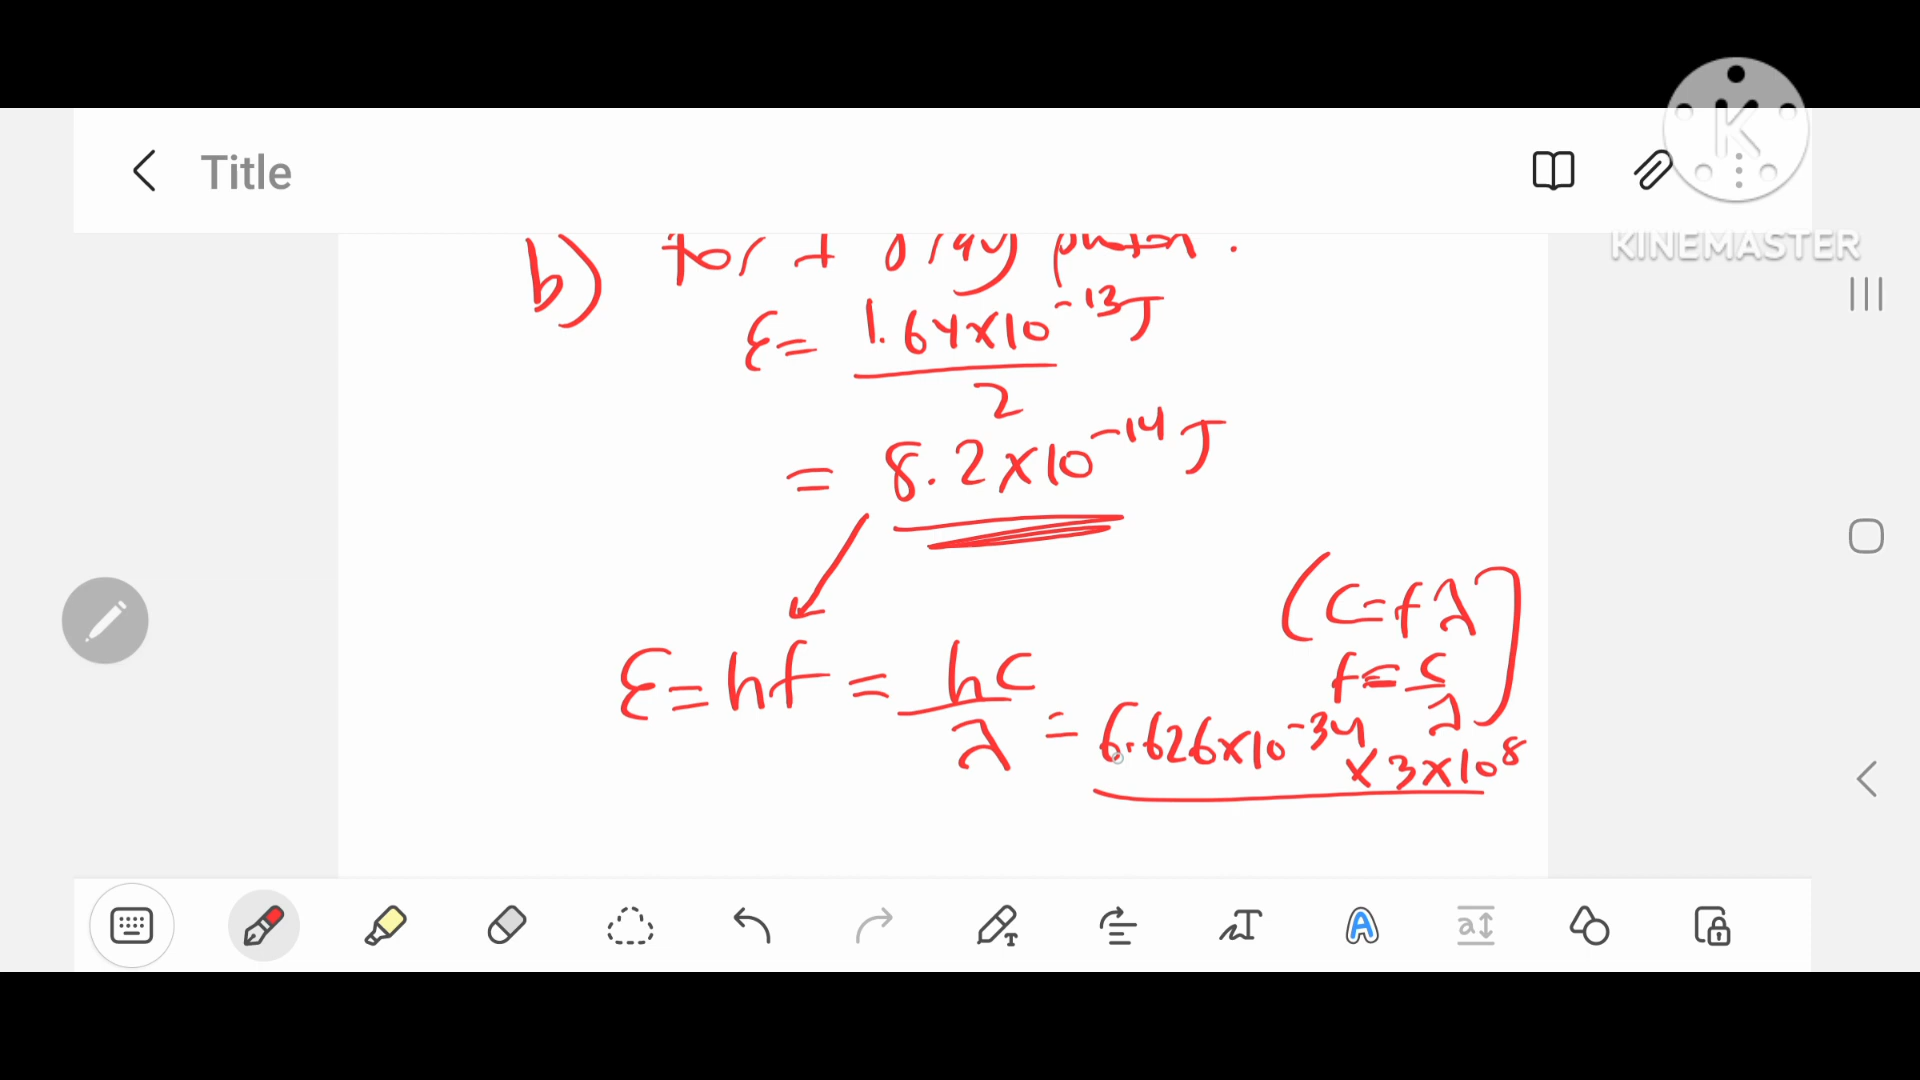 Title
KINEMASTER
b) for 1 γ ray photon.
ε = 1.64×10⁻¹³J
2
= 8.2×10⁻¹⁴ J
(c=fλ
f = c/λ)
ε = hf = hc/λ = 6.626×10⁻³⁴
×3×10⁸